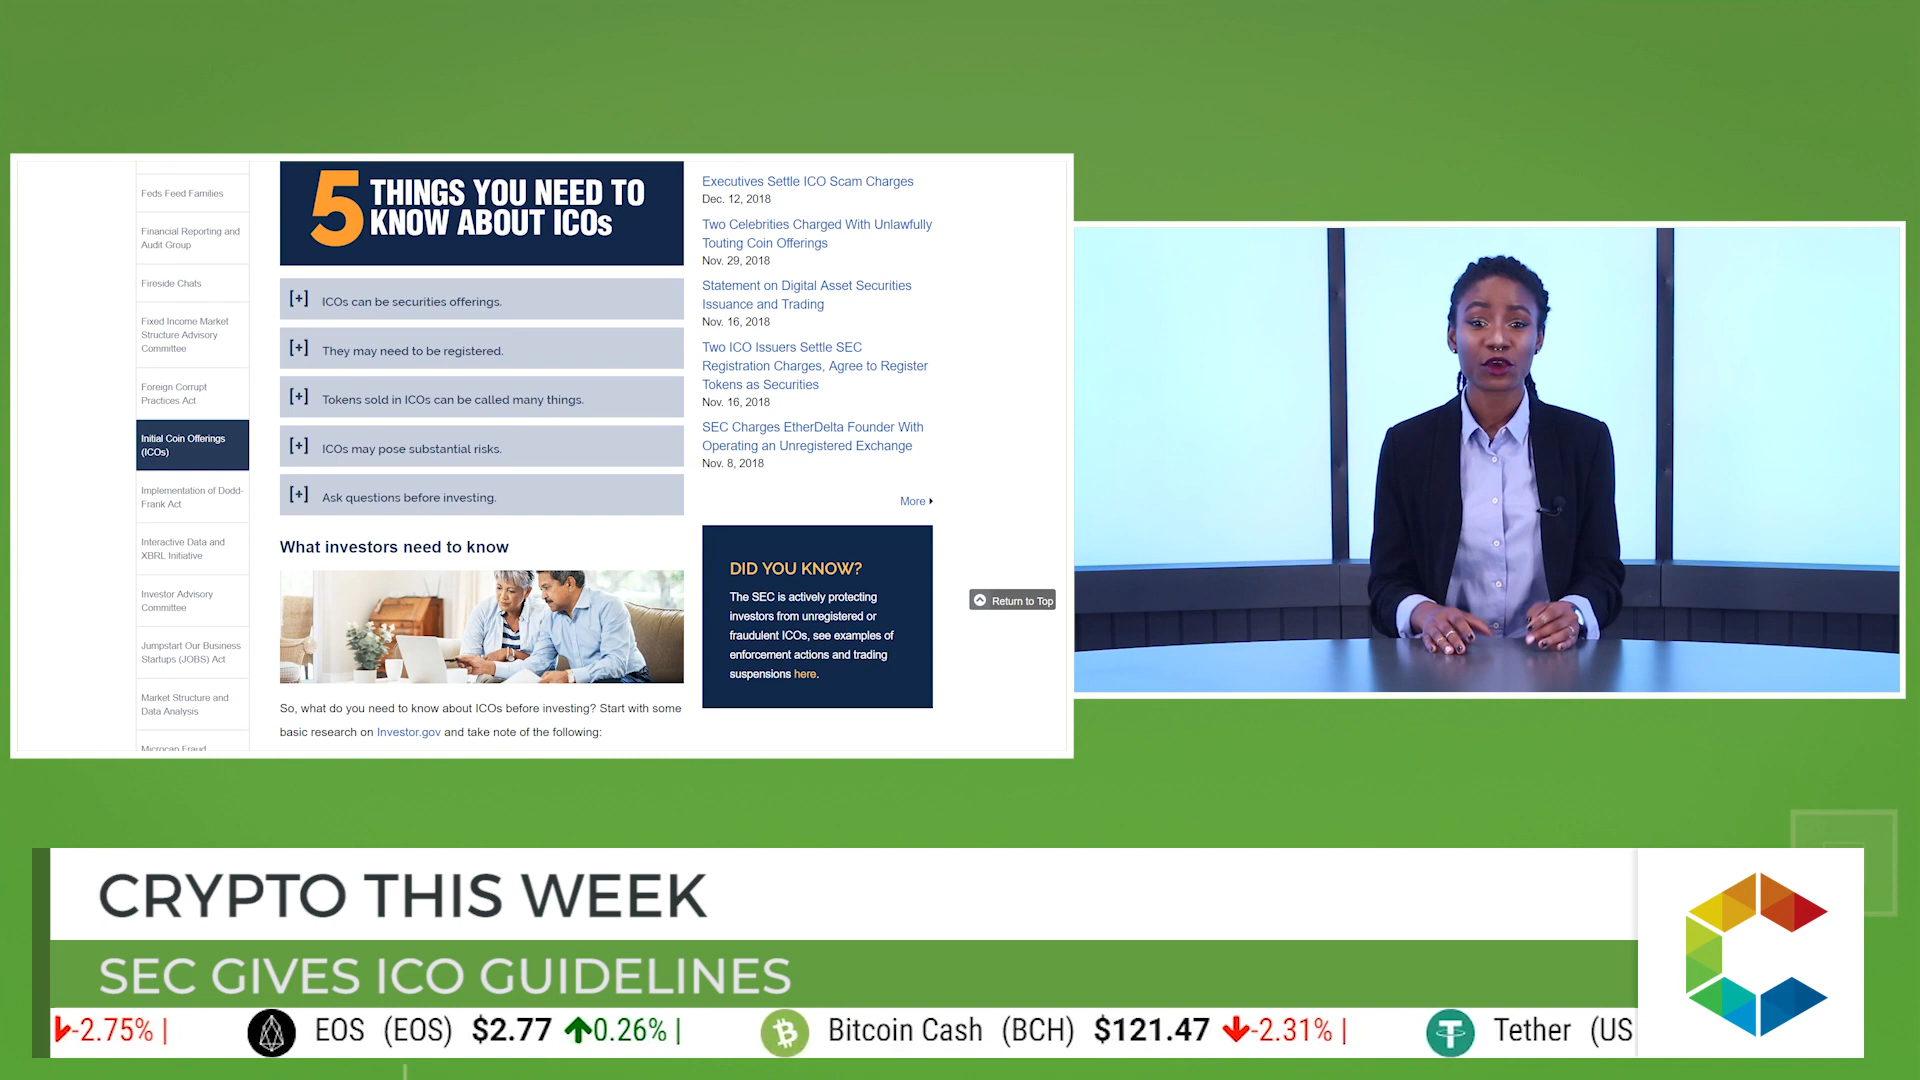 Feeds Feed Families
Financial Reporting and
Audit Group
Fireside Chats
Fixed Income Market
Structure Advisory
Committee
Foreign Corrupt
Practices Act
Initial Coin Offerings
(ICOs)
Implementation of Dodd-
Frank Act
Interactive Data and
XBRL Initiative
Investor Advisory
Committee
Jumpstart Our Business
Startups (JOBS) Act
Market Structure and
Data Analysis
Microcap Fraud
5 THINGS YOU NEED TO
KNOW ABOUT ICOs
[+] ICOs can be securities offerings.
[+] They may need to be registered.
[+] Tokens sold in ICOs can be called many things.
[+] ICOs may pose substantial risks.
[+] Ask questions before investing.
What investors need to know
So, what do you need to know about ICOs before investing? Start with some
basic research on Investor.gov and take note of the following:
Executives Settle ICO Scam Charges
Dec. 12, 2018
Two Celebrities Charged With Unlawfully
Touting Coin Offerings
Nov. 29, 2018
Statement on Digital Asset Securities
Issuance and Trading
Nov. 16, 2018
Two ICO Issuers Settle SEC
Registration Charges, Agree to Register
Tokens as Securities
Nov. 16, 2018
SEC Charges EtherDelta Founder With
Operating an Unregistered Exchange
Nov. 8, 2018
More
DID YOU KNOW?
The SEC is actively protecting
investors from unregistered or
fraudulent ICOs, see examples of
enforcement actions and trading
suspensions here.
Return to Top
CRYPTO THIS WEEK
SEC GIVES ICO GUIDELINES
-2.75% | EOS (EOS) $2.77 0.26% | Bitcoin Cash (BCH) $121.47 -2.31% | Tether (US